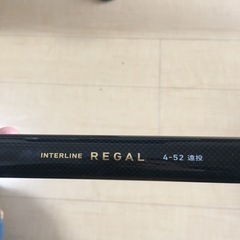 INTERLINE REGAL 4-52 遠投